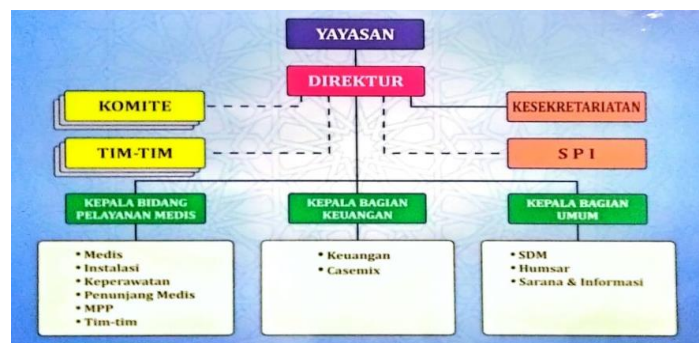 YAYASAN
DIREKTUR
KOMITE
KESEKRETARIATAN
TIM-TIM
SPI
KEPALA BIDANG
PELAYANAN MEDIS
KEPALA BAGIAN
KEUANGAN
KEPALA BAGIAN
UMUM
• Medis
• Instalasi
• Keperawatan
• Penunjang Medis
• MPP
• Tim-tim
• Keuangan
• Casemix
• SDM
• Humsar
• Sarana & Informasi